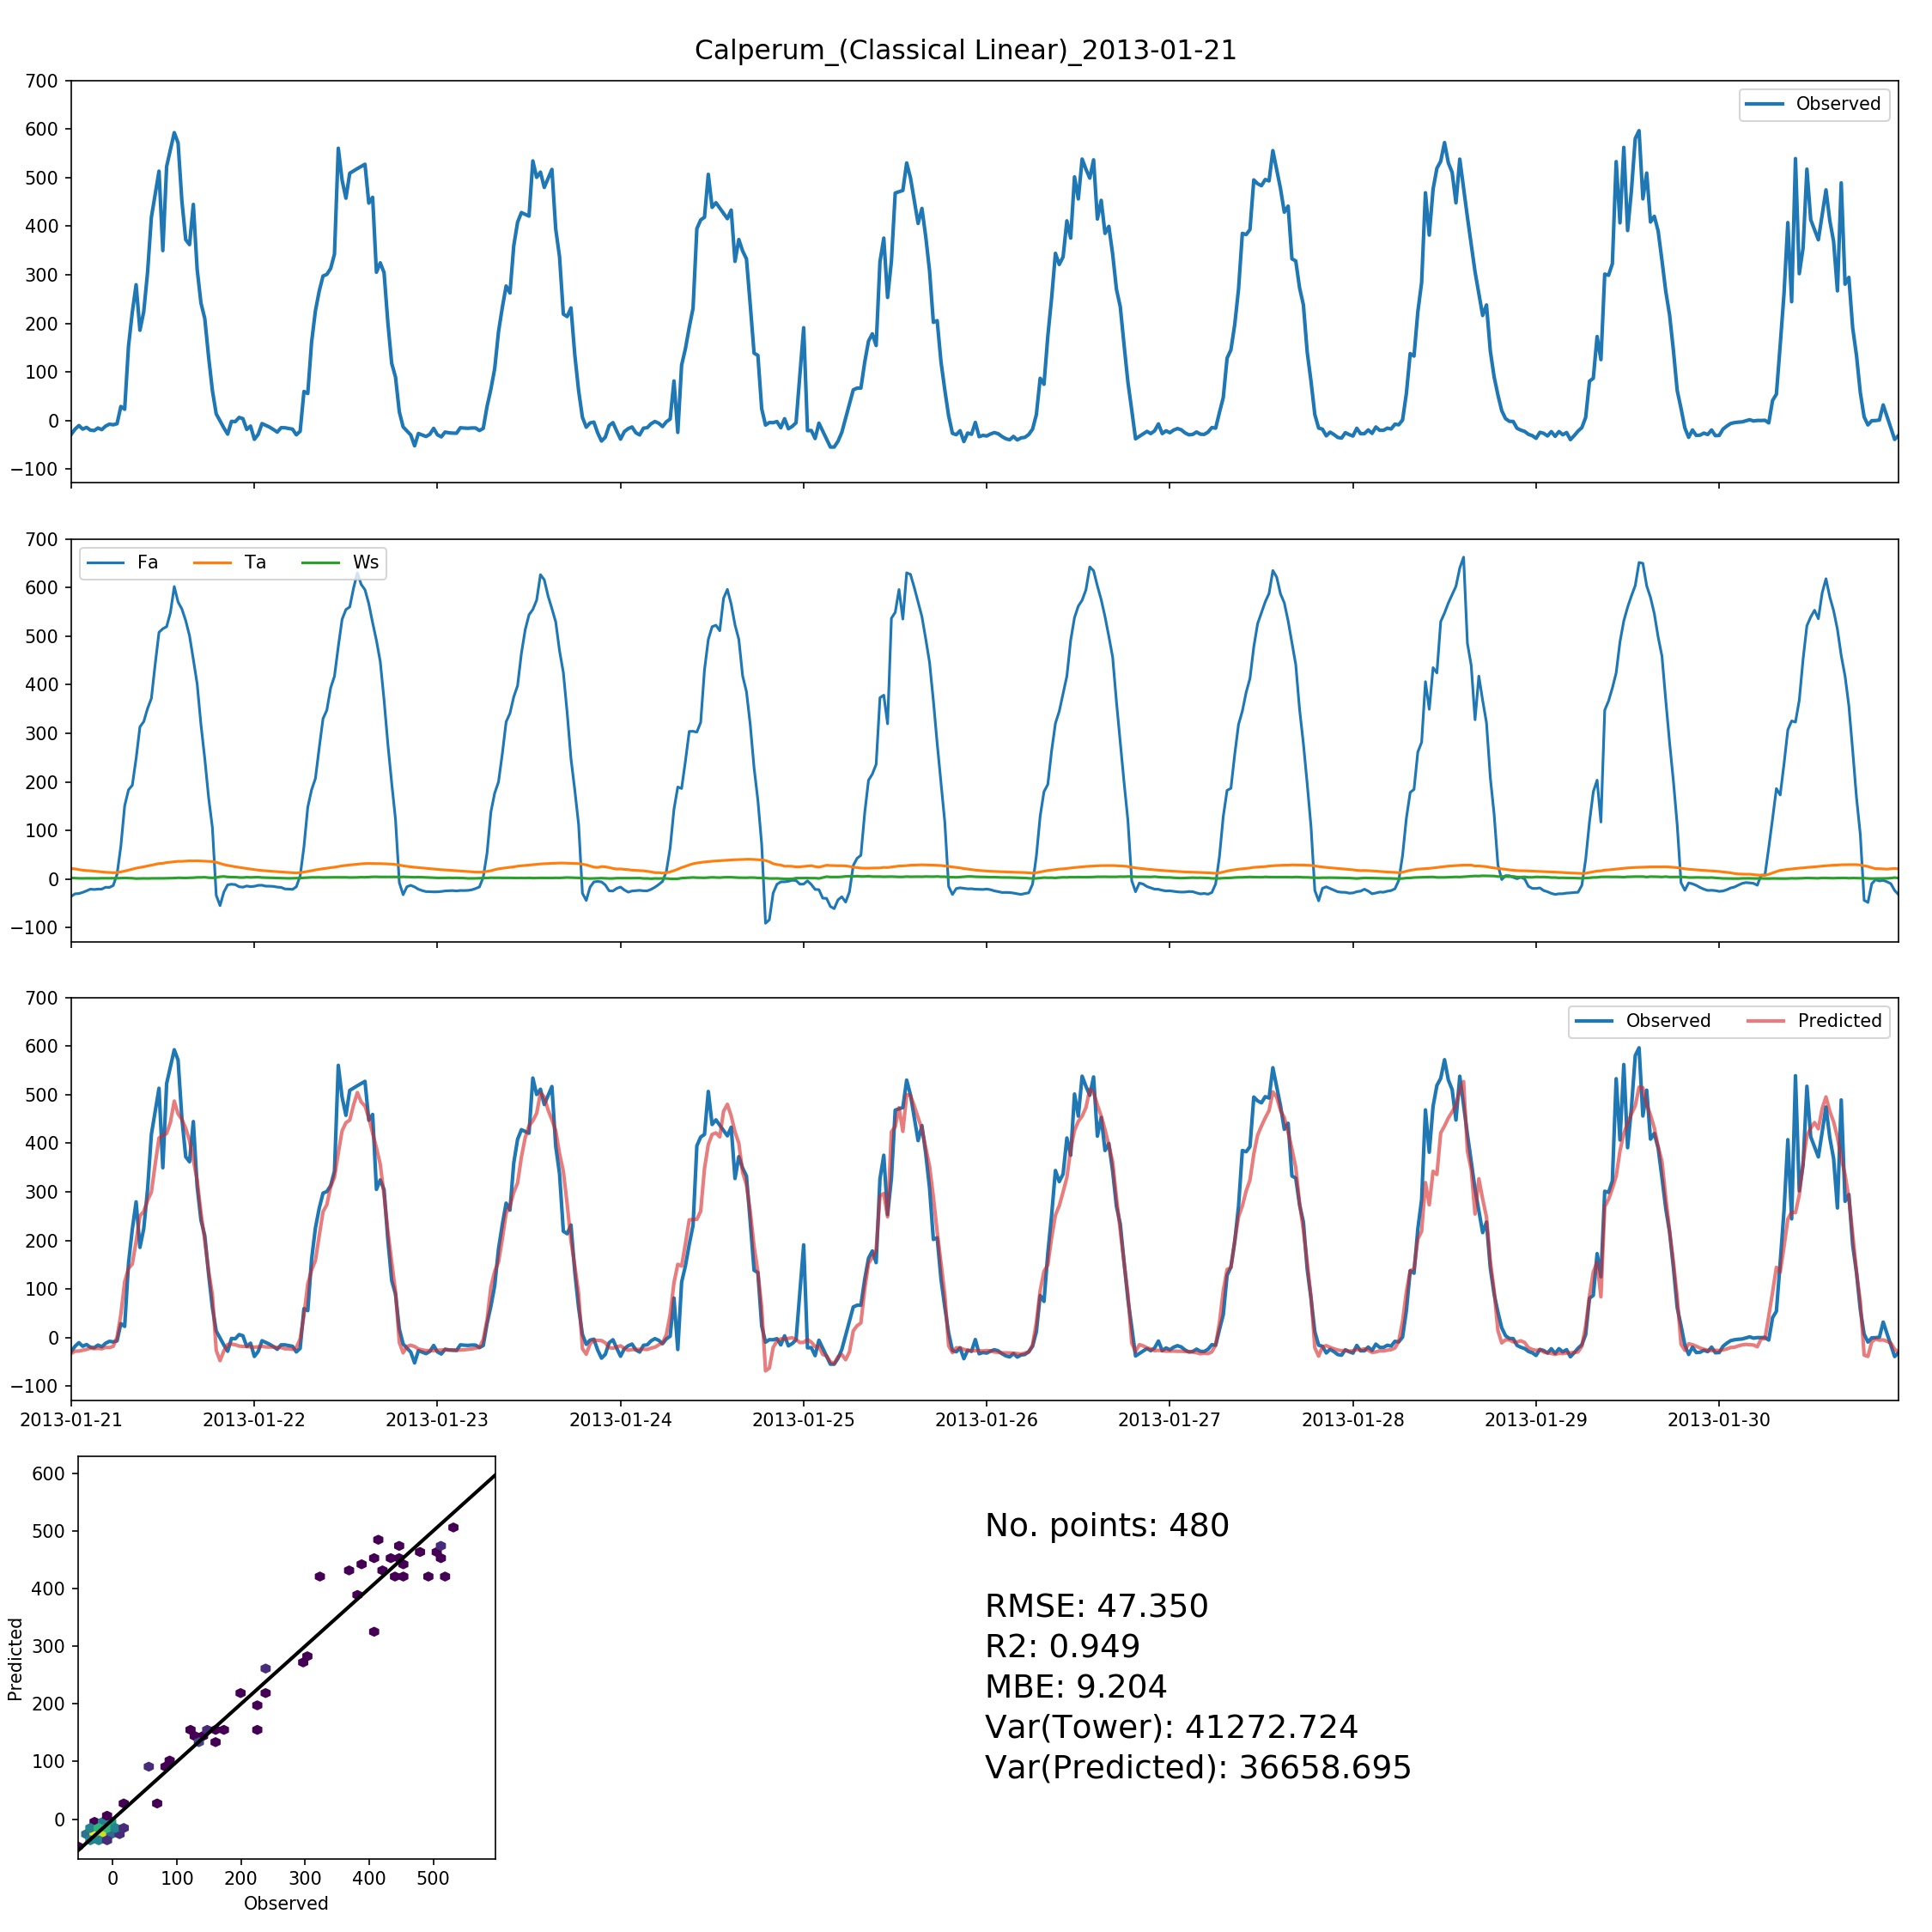 Calperum_(Classical Linear)_2013-01-21
700
600
500
400
300
200
100
0
−100
Observed
700
600
500
400
300
200
100
0
−100
Fa Ta Ws
700
600
500
400
300
200
100
0
−100
Observed Predicted
2013-01-21 2013-01-22 2013-01-23 2013-01-24 2013-01-25 2013-01-26 2013-01-27 2013-01-28 2013-01-29 2013-01-30
600
500
400
300
200
100
0
Predicted
0 100 200 300 400 500
Observed
No. points: 480
RMSE: 47.350
R2: 0.949
MBE: 9.204
Var(Tower): 41272.724
Var(Predicted): 36658.695